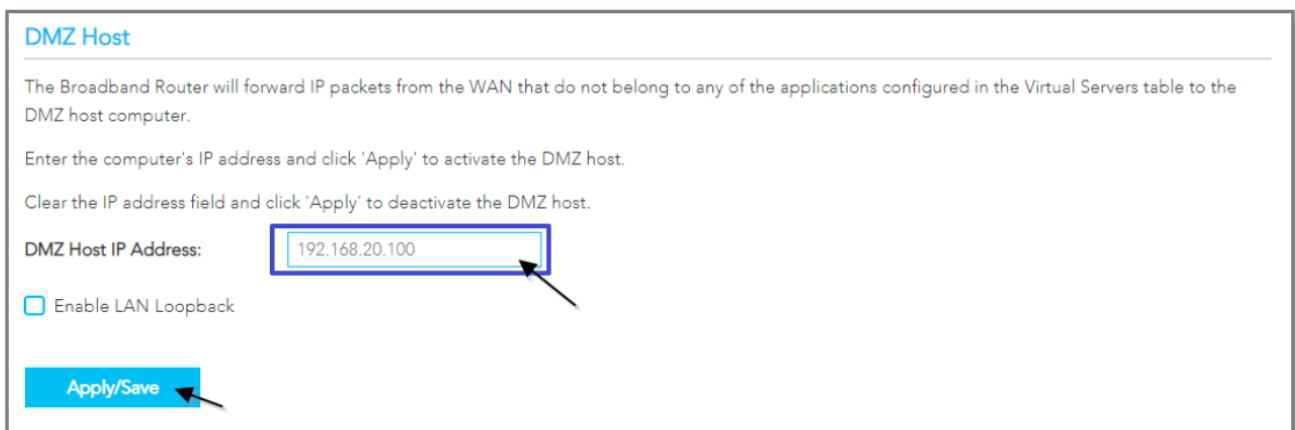 DMZ Host
The Broadband Router will forward IP packets from the WAN that do not belong to any of the applications configured in the Virtual Servers table to the
DMZ host computer.
Enter the computer's IP address and click 'Apply' to activate the DMZ host.
Clear the IP address field and click 'Apply' to deactivate the DMZ host.
DMZ Host IP Address: 192.168.20.100
Enable LAN Loopback
Apply/Save